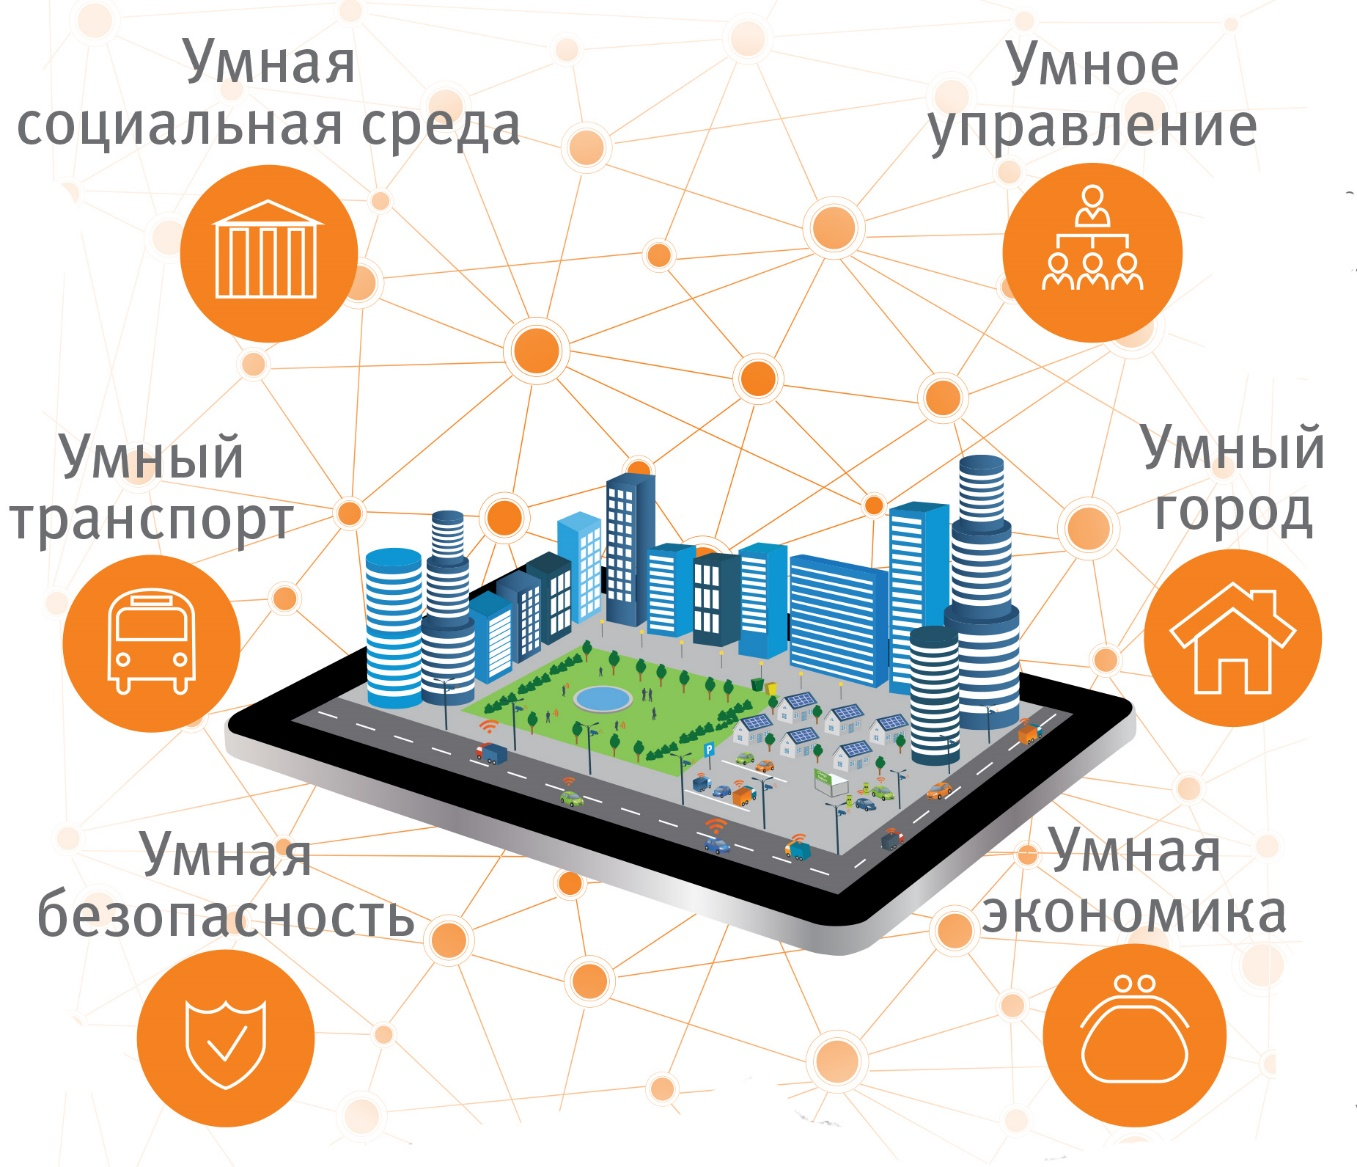 Умная
социальная среда
Умное
управление
Умный
транспорт
Умный
город
P
Умная
безопасность
Умная
экономика